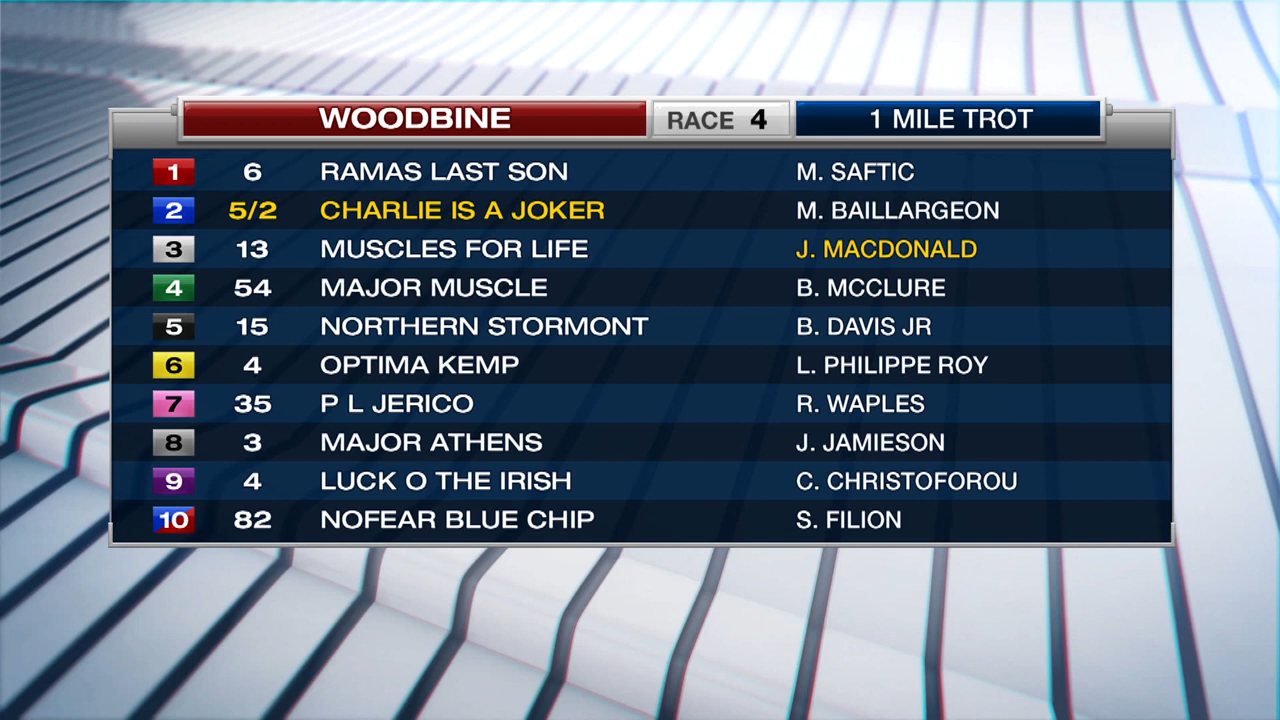 WOODBINE RACE 4 1 MILE TROT
1 6 RAMAS LAST SON M. SAFTIC
2 5/2 CHARLIE IS A JOKER M. BAILLARGEON
3 13 MUSCLES FOR LIFE J. MACDONALD
4 54 MAJOR MUSCLE B. MCCLURE
5 15 NORTHERN STORMONT B. DAVIS JR
6 4 OPTIMA KEMP L. PHILIPPE ROY
7 35 P L JERICO R. WAPLES
8 3 MAJOR ATHENS J. JAMIESON
9 4 LUCK O THE IRISH C. CHRISTOFOROU
10 82 NOFEAR BLUE CHIP S. FILION